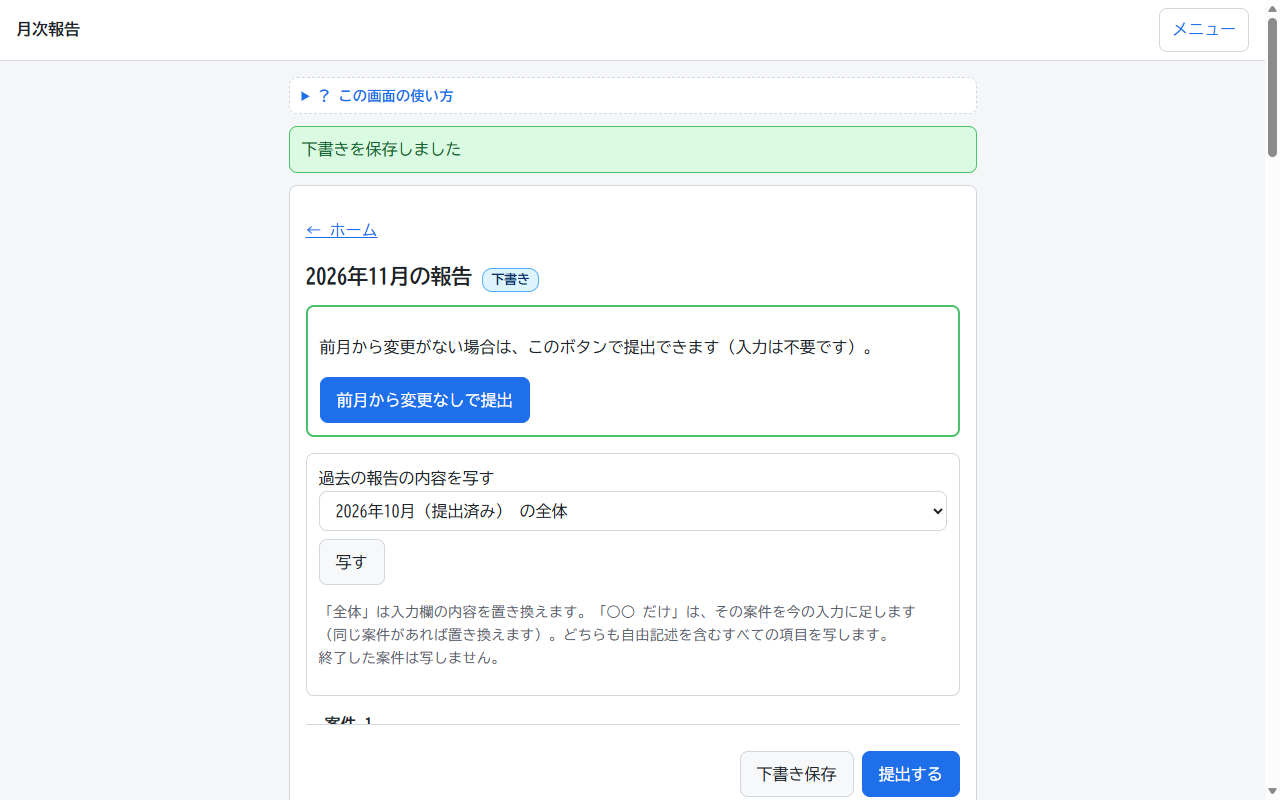 月次報告
メニュー
? この画面の使い方
下書きを保存しました
← ホーム
2026年11月の報告 下書き
前月から変更がない場合は、このボタンで提出できます（入力は不要です）。
前月から変更なしで提出
過去の報告の内容を写す
2026年10月（提出済み） の全体
写す
「全体」は入力欄の内容を置き換えます。「〇〇 だけ」は、その案件を今の入力に足します
（同じ案件があれば置き換えます）。どちらも自由記述を含むすべての項目を写します。
終了した案件は写しません。
案件 1
下書き保存
提出する